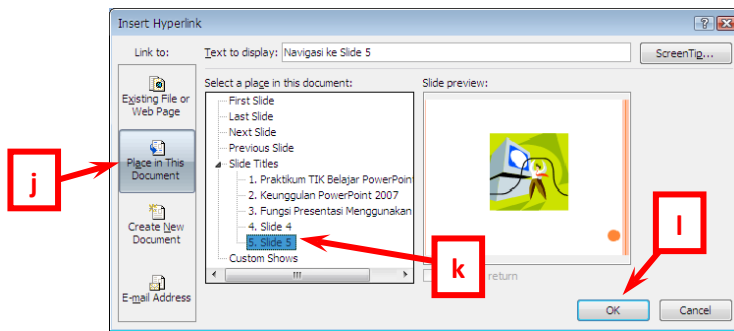 Insert Hyperlink
Link to:
Text to display: Navigasi ke Slide 5
ScreenTip...
Existing File or
Web Page
Place in This
Document
Create New
Document
E-mail Address
Select a place in this document:
First Slide
Last Slide
Next Slide
Previous Slide
Slide Titles
1. Praktikum TIK Belajar PowerPoin
2. Keunggulan PowerPoint 2007
3. Fungsi Presentasi Menggunakan
4. Slide 4
5. Slide 5
Custom Shows
Slide preview:
return
OK
Cancel
j
k
l